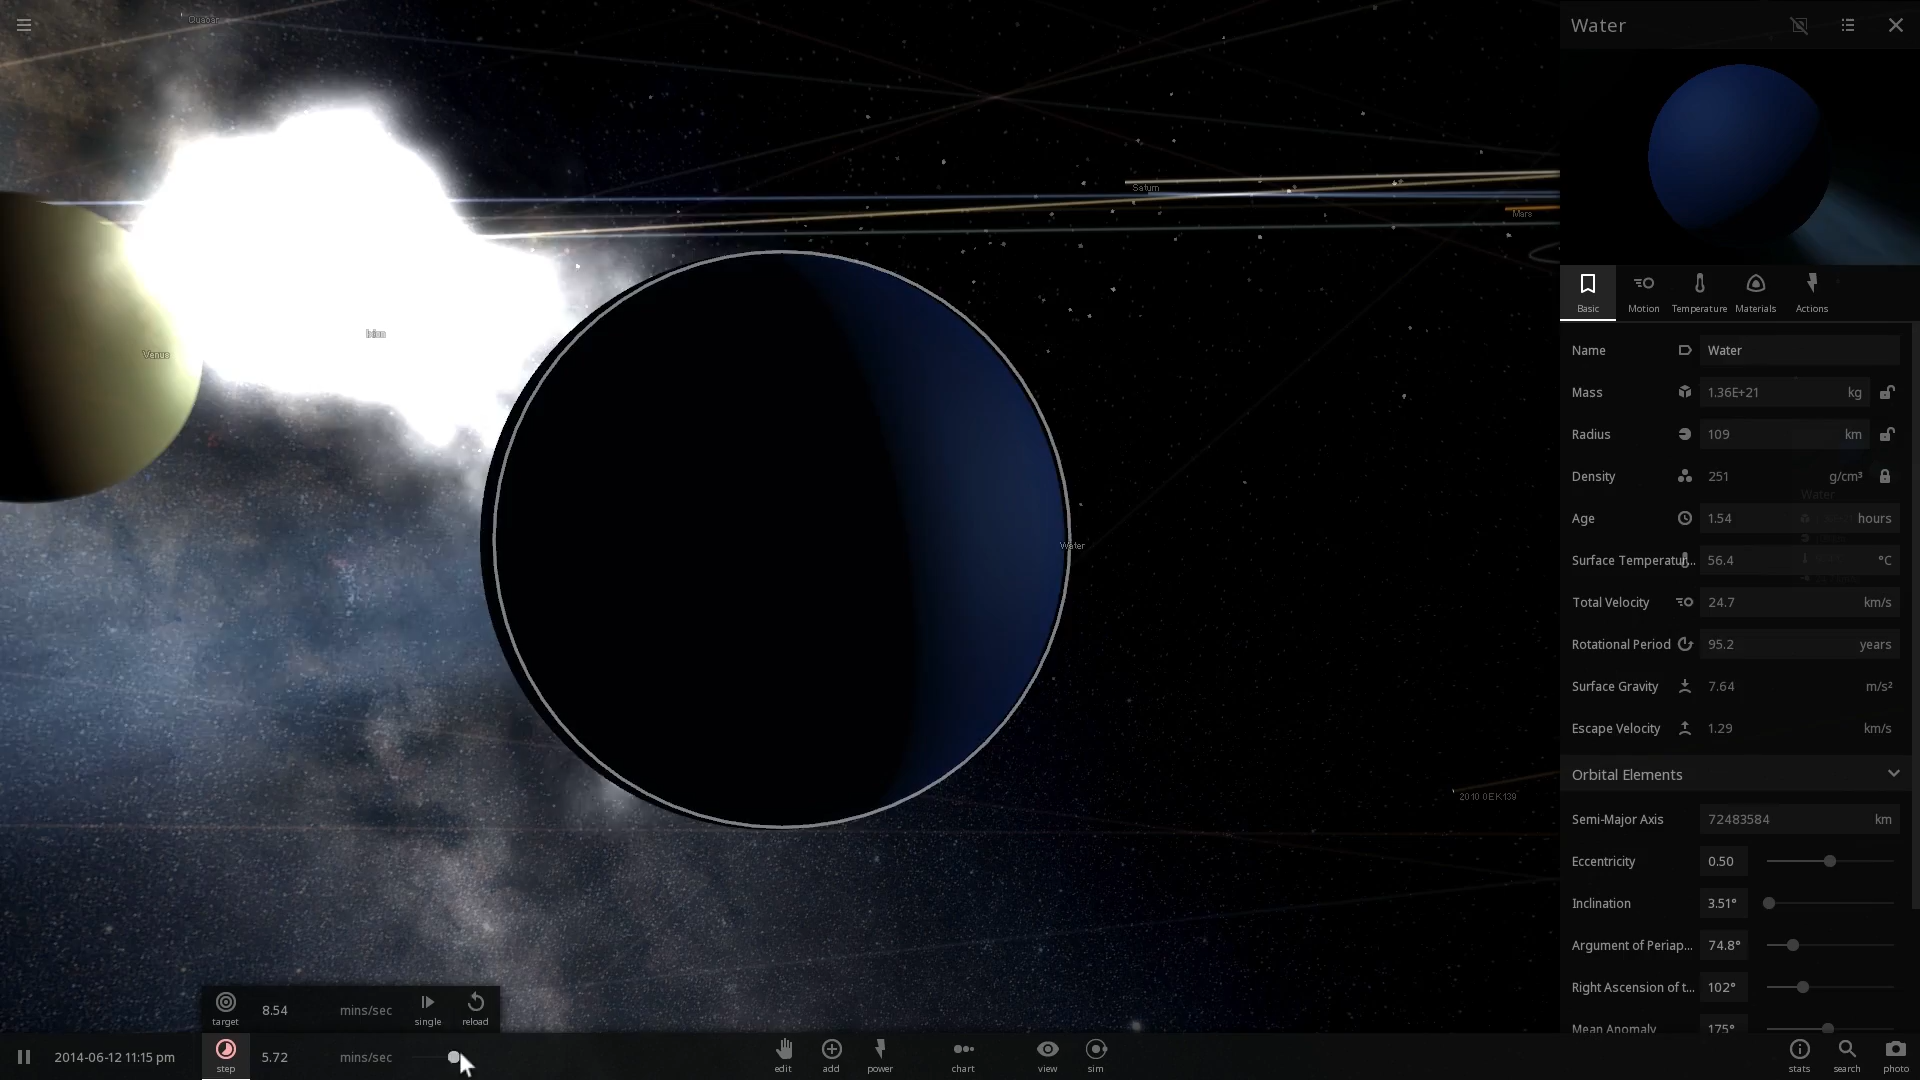 Quaoar
Water
Saturn
Mars
Venus
Basic
Motion
Temperature
Materials
Actions
Name Water
Mass 1.36E+21 kg
Radius 109 km
Density 251 g/cm³
Water
Age 1.54 hours
Water
Surface Temperatur... 56.4 °C
Total Velocity 24.7 km/s
Rotational Period 95.2 years
Surface Gravity 7.64 m/s²
Escape Velocity 1.29 km/s
Orbital Elements
2010 OEK139
Semi-Major Axis 72483584 km
Eccentricity 0.50
Inclination 3.51°
Argument of Periap... 74.8°
Right Ascension of t... 102°
Mean Anomaly 175°
target 8.54 mins/sec single reload
2014-06-12 11:15 pm step 5.72 mins/sec
edit add power chart view sim
stats search photo